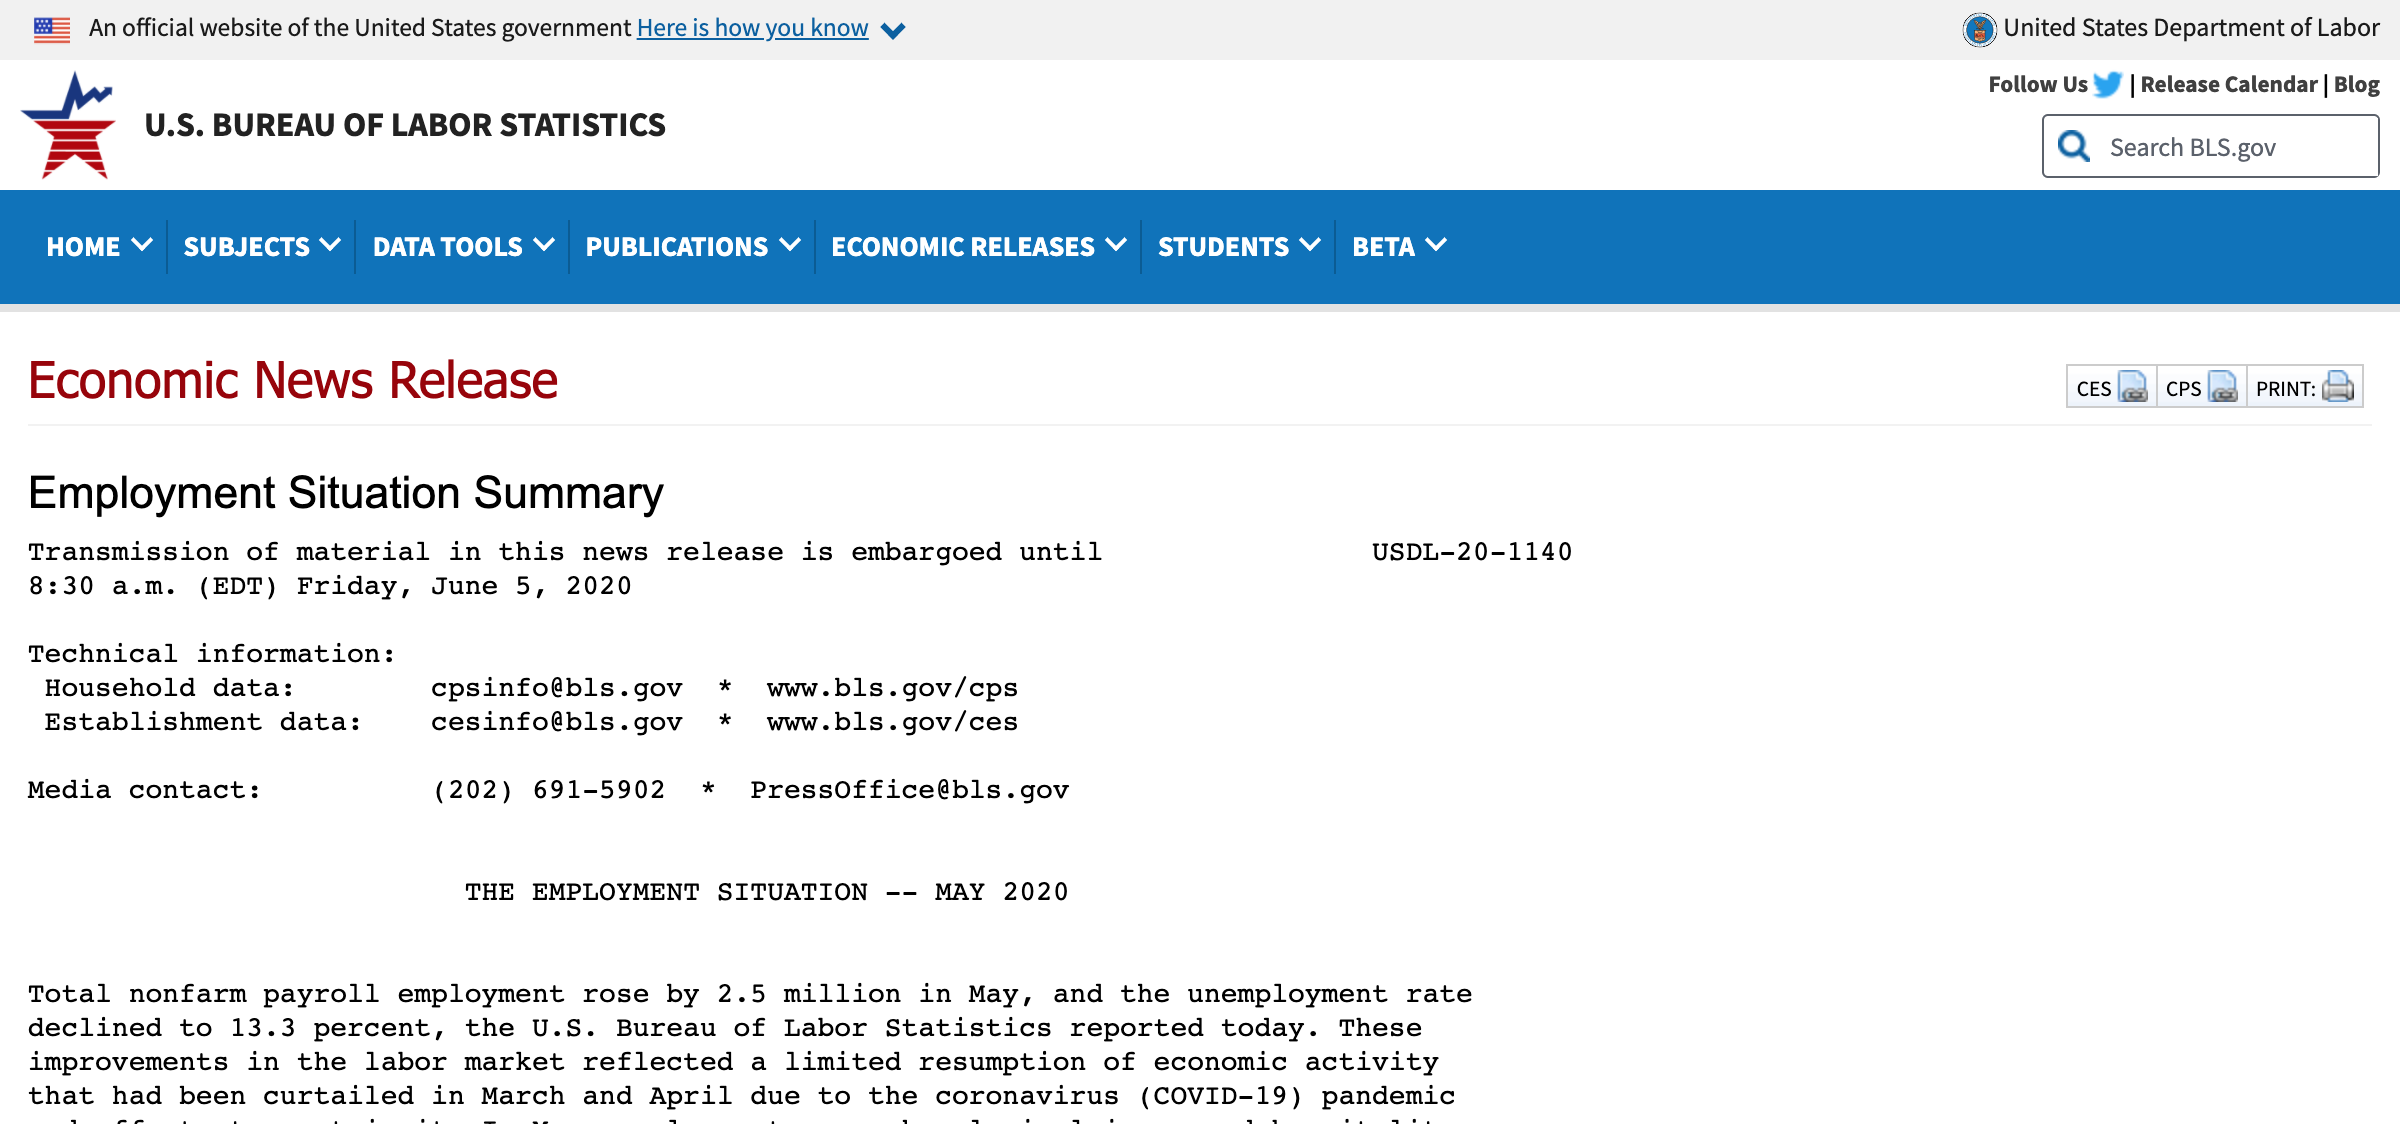 An official website of the United States government Here is how you know
United States Department of Labor
Follow Us | Release Calendar | Blog
U.S. BUREAU OF LABOR STATISTICS
Search BLS.gov
HOME SUBJECTS DATA TOOLS PUBLICATIONS ECONOMIC RELEASES STUDENTS BETA
Economic News Release
CES CPS PRINT:
Employment Situation Summary
Transmission of material in this news release is embargoed until USDL-20-1140
8:30 a.m. (EDT) Friday, June 5, 2020
Technical information:
Household data: cpsinfo@bls.gov * www.bls.gov/cps
Establishment data: cesinfo@bls.gov * www.bls.gov/ces
Media contact: (202) 691-5902 * PressOffice@bls.gov
THE EMPLOYMENT SITUATION -- MAY 2020
Total nonfarm payroll employment rose by 2.5 million in May, and the unemployment rate
declined to 13.3 percent, the U.S. Bureau of Labor Statistics reported today. These
improvements in the labor market reflected a limited resumption of economic activity
that had been curtailed in March and April due to the coronavirus (COVID-19) pandemic